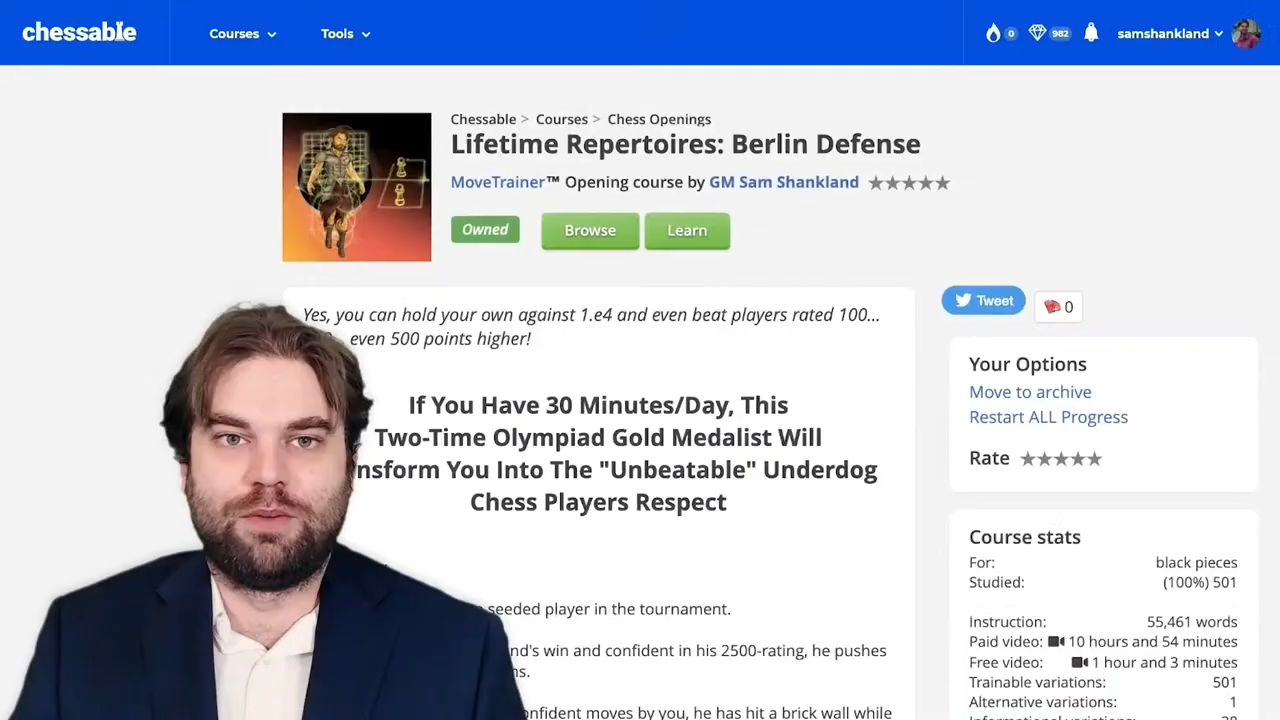 chessable
Courses
Tools
0
982
samshankland
Chessable > Courses > Chess Openings
Lifetime Repertoires: Berlin Defense
MoveTrainer™ Opening course by GM Sam Shankland
Owned
Browse
Learn
Tweet
0
Yes, you can hold your own against 1.e4 and even beat players rated 100...
even 500 points higher!
If You Have 30 Minutes/Day, This
Two-Time Olympiad Gold Medalist Will
nsform You Into The "Unbeatable" Underdog
Chess Players Respect
seeded player in the tournament.
nd's win and confident in his 2500-rating, he pushes
ns.
onfident moves by you, he has hit a brick wall while
Your Options
Move to archive
Restart ALL Progress
Rate
Course stats
For: black pieces
Studied: (100%) 501
Instruction: 55,461 words
Paid video: 10 hours and 54 minutes
Free video: 1 hour and 3 minutes
Trainable variations: 501
Alternative variations: 1
Informational variations: 28